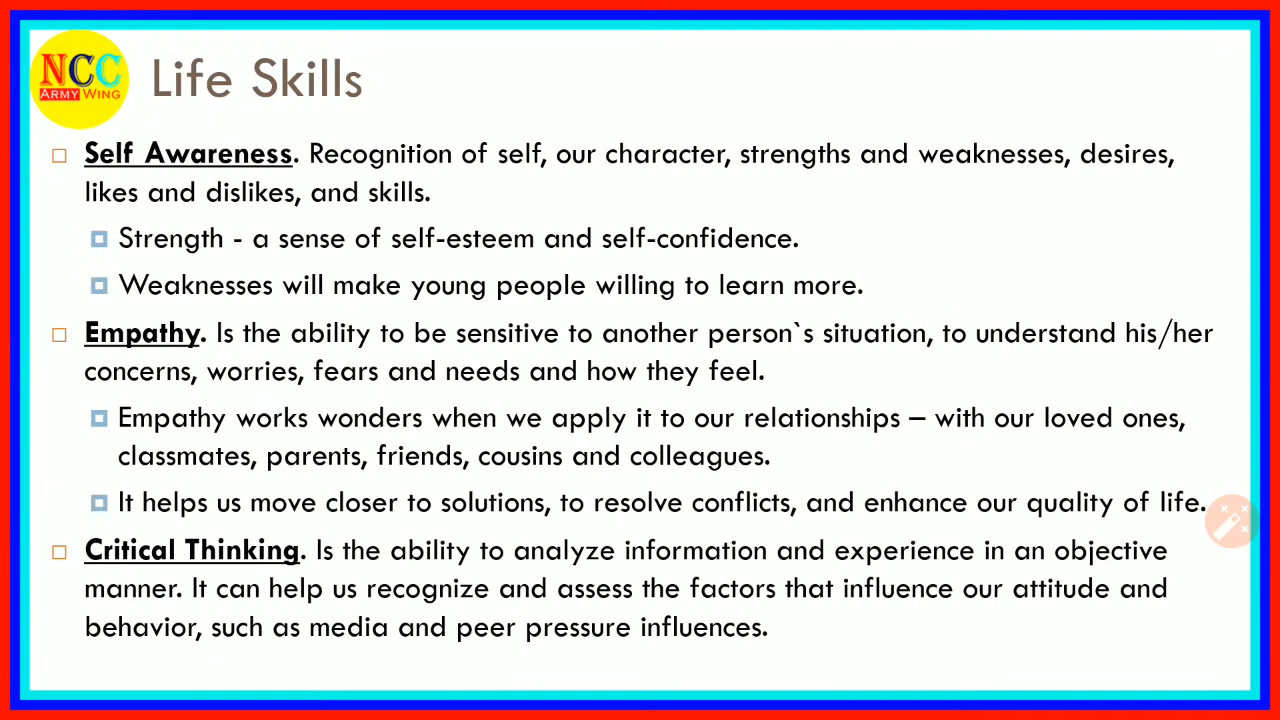 NCC
ARMY WING
Life Skills
Self Awareness. Recognition of self, our character, strengths and weaknesses, desires,
likes and dislikes, and skills.
Strength - a sense of self-esteem and self-confidence.
Weaknesses will make young people willing to learn more.
Empathy. Is the ability to be sensitive to another person`s situation, to understand his/her
concerns, worries, fears and needs and how they feel.
Empathy works wonders when we apply it to our relationships – with our loved ones,
classmates, parents, friends, cousins and colleagues.
It helps us move closer to solutions, to resolve conflicts, and enhance our quality of life.
Critical Thinking. Is the ability to analyze information and experience in an objective
manner. It can help us recognize and assess the factors that influence our attitude and
behavior, such as media and peer pressure influences.